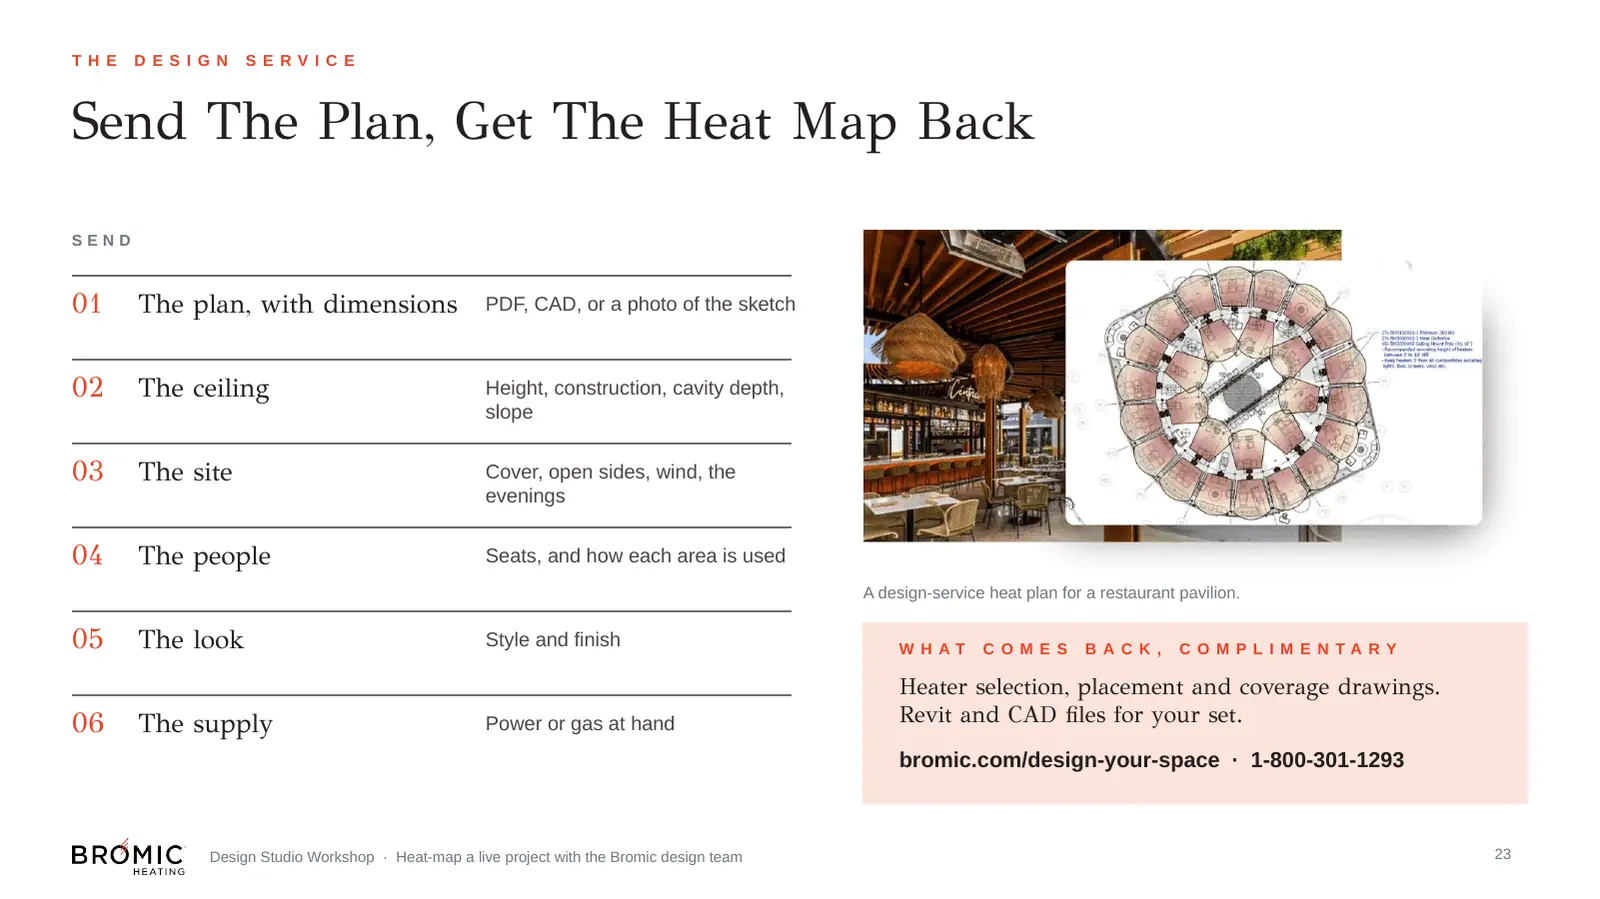 THE DESIGN SERVICE
Send The Plan, Get The Heat Map Back
SEND
01 The plan, with dimensions PDF, CAD, or a photo of the sketch
02 The ceiling Height, construction, cavity depth,
slope
03 The site Cover, open sides, wind, the
evenings
04 The people Seats, and how each area is used
05 The look Style and finish
06 The supply Power or gas at hand
A design-service heat plan for a restaurant pavilion.
WHAT COMES BACK, COMPLIMENTARY
Heater selection, placement and coverage drawings.
Revit and CAD files for your set.
bromic.com/design-your-space · 1-800-301-1293
BROMIC
HEATING
Design Studio Workshop · Heat-map a live project with the Bromic design team
23